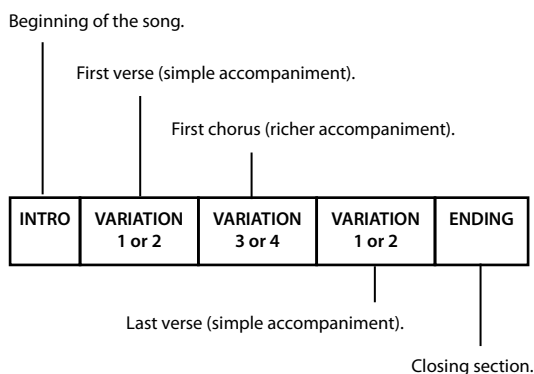 Beginning of the song.
First verse (simple accompaniment).
First chorus (richer accompaniment).
INTRO
VARIATION
1 or 2
VARIATION
3 or 4
VARIATION
1 or 2
ENDING
Last verse (simple accompaniment).
Closing section.